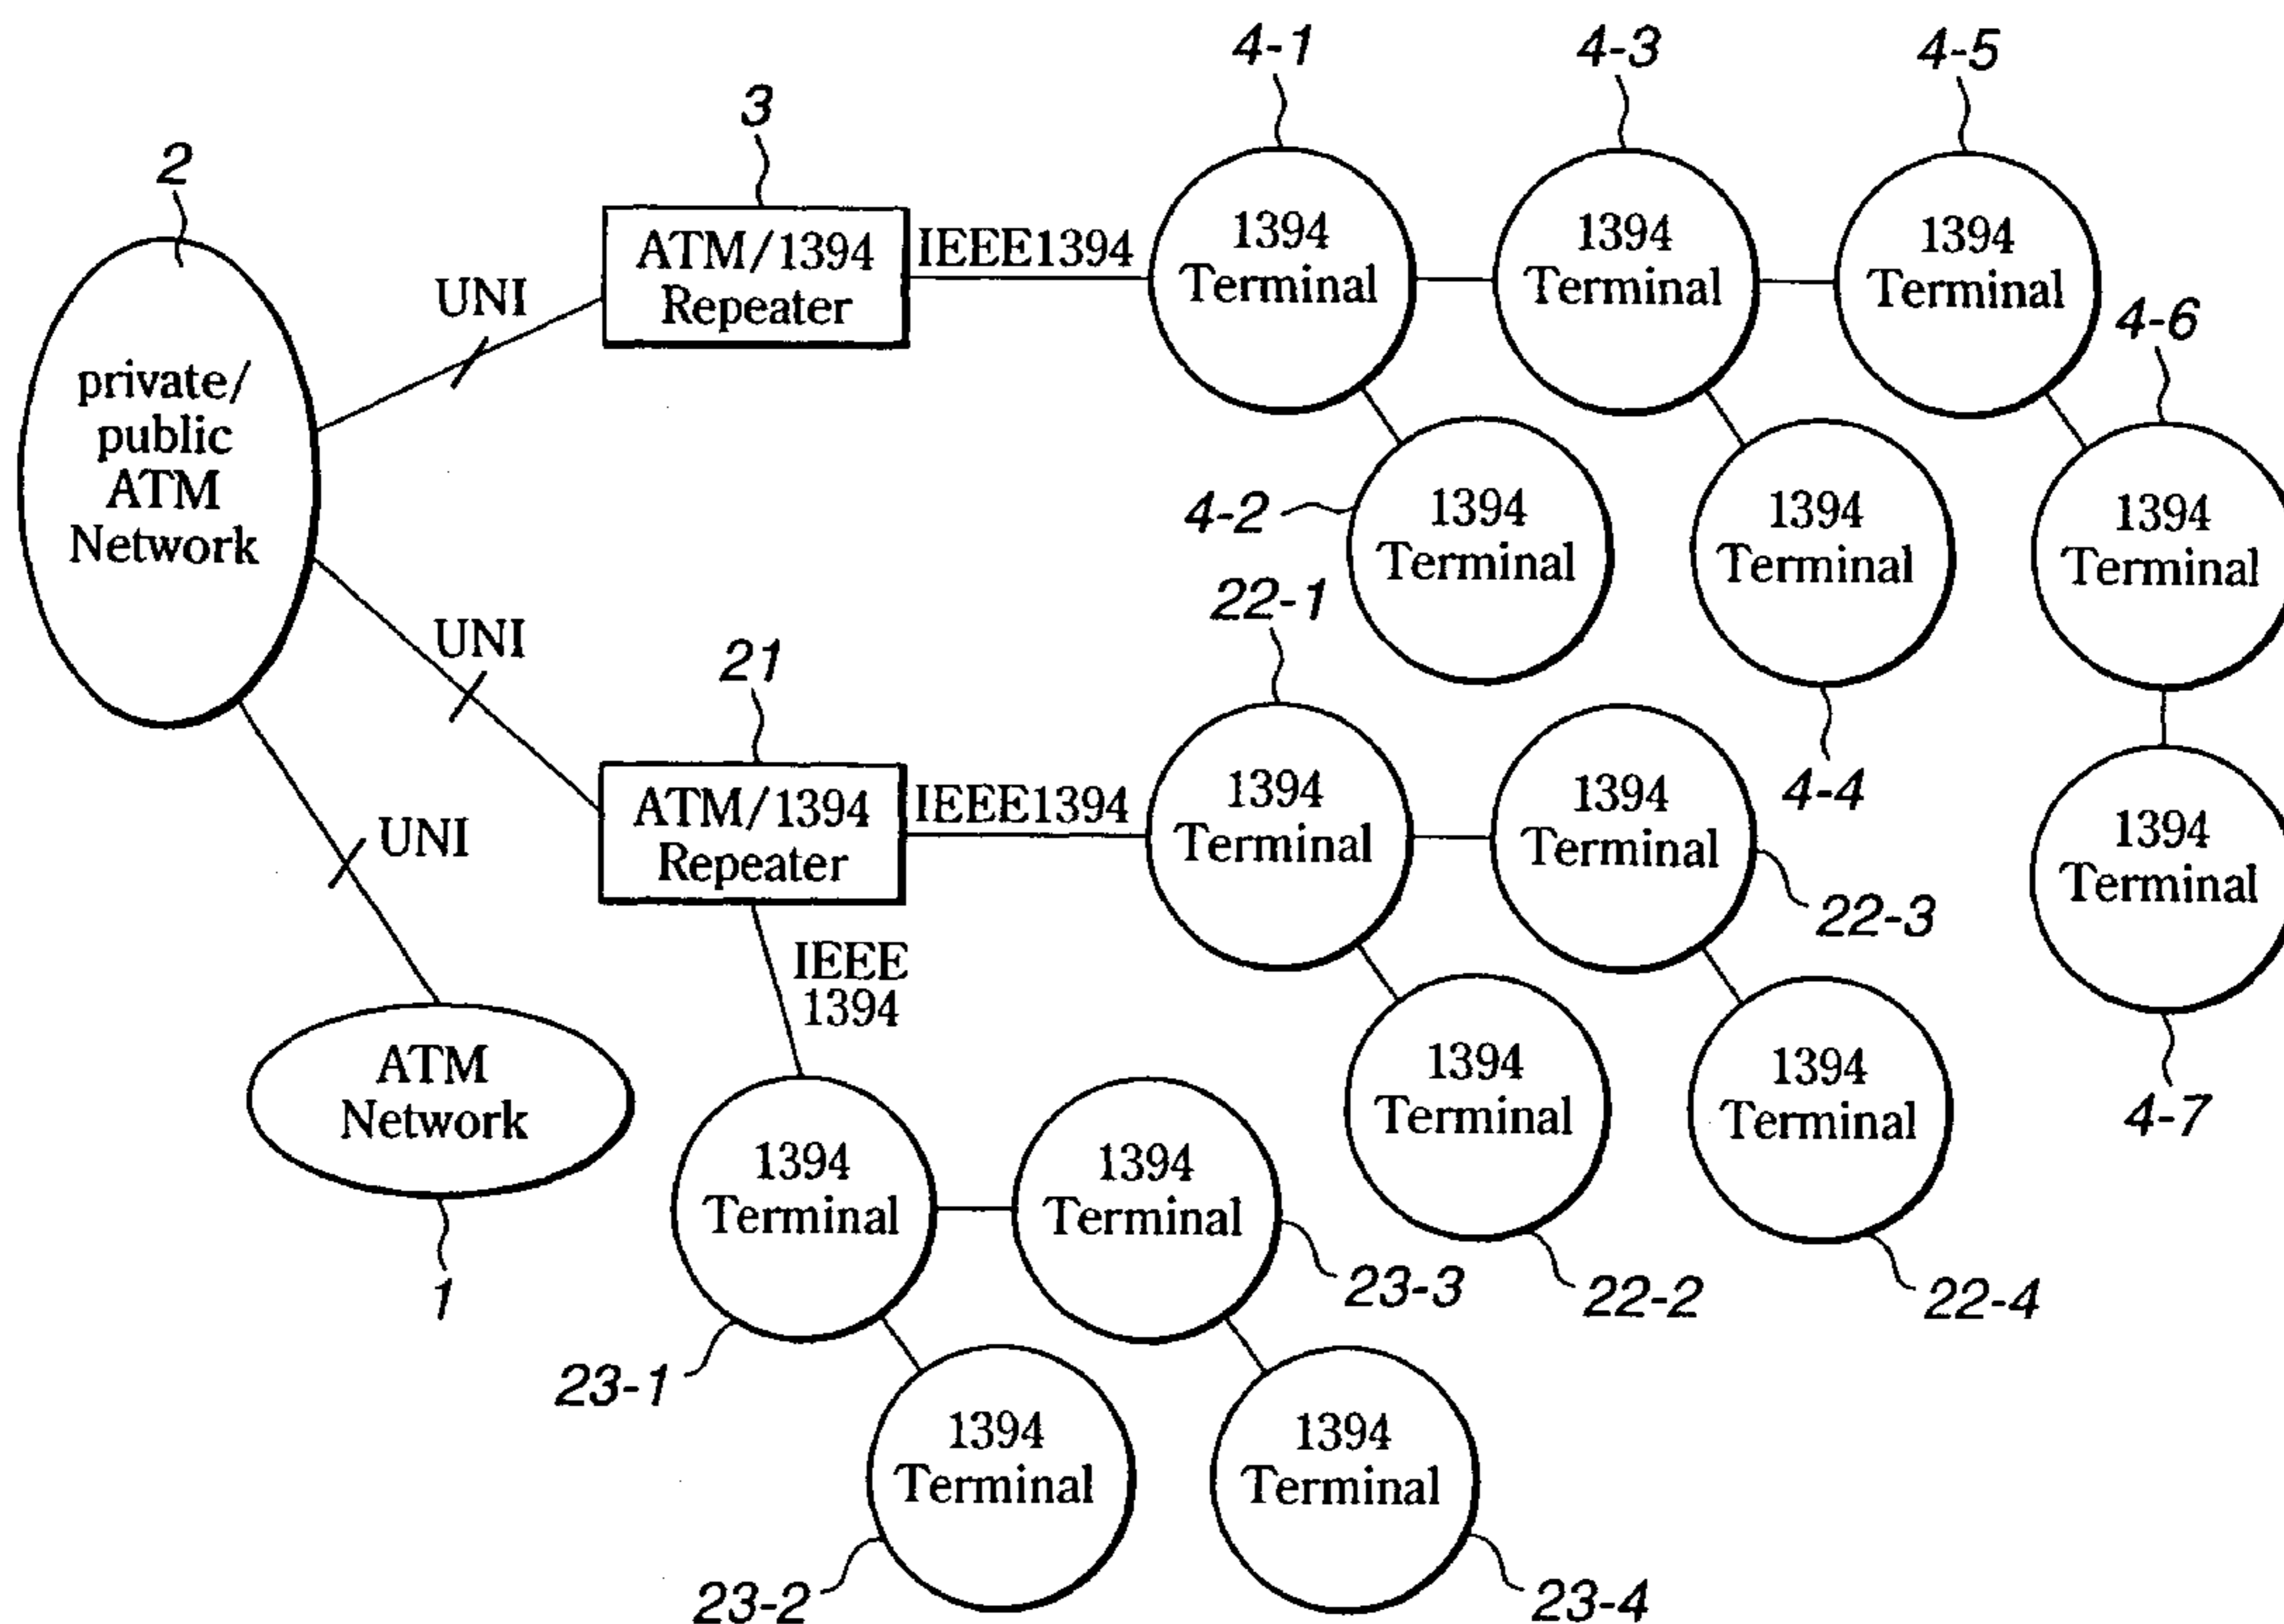 4-1
4-3
4-5
3
2
ATM/1394
Repeater
IEEE1394
1394
Terminal
1394
Terminal
1394
Terminal
4-6
UNI
private/
public
ATM
Network
4-2
1394
Terminal
1394
Terminal
1394
Terminal
22-1
UNI
21
4-4
ATM/1394
Repeater
IEEE1394
1394
Terminal
1394
Terminal
1394
Terminal
UNI
22-3
IEEE
1394
ATM
Network
1394
Terminal
1394
Terminal
4-7
1394
Terminal
1394
Terminal
1
23-3
22-2
22-4
23-1
1394
Terminal
1394
Terminal
23-2
23-4